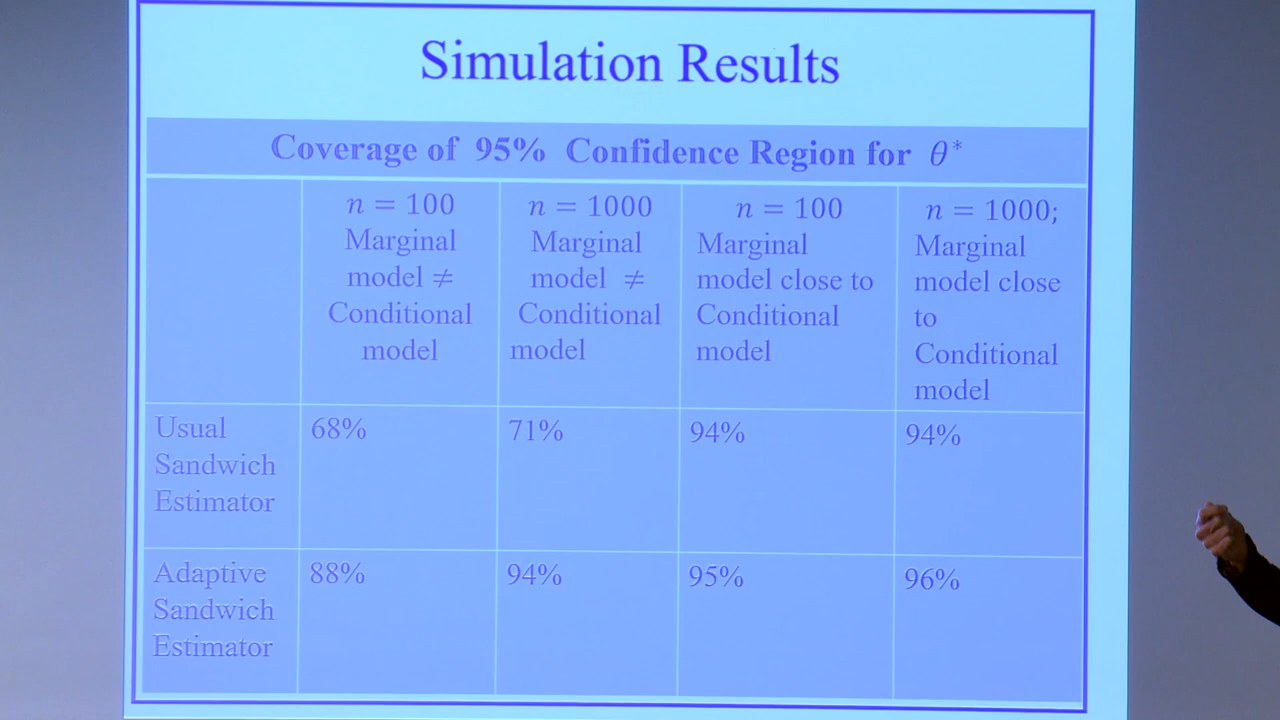 Simulation Results
Coverage of 95% Confidence Region for θ*
n = 100
Marginal
model ≠
Conditional
model
n = 1000
Marginal
model ≠
Conditional
model
n = 100
Marginal
model close to
Conditional
model
n = 1000;
Marginal
model close
to
Conditional
model
Usual
Sandwich
Estimator
68%
71%
94%
94%
Adaptive
Sandwich
Estimator
88%
94%
95%
96%